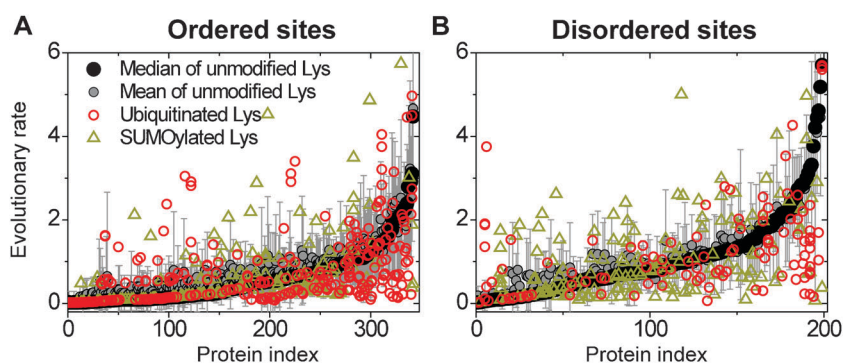 A Ordered sites
B Disordered sites
Evolutionary rate
6
4
2
0
Median of unmodified Lys
Mean of unmodified Lys
Ubiquitinated Lys
SUMOylated Lys
0 100 200 300
Protein index
6
4
2
0
0 100 200
Protein index